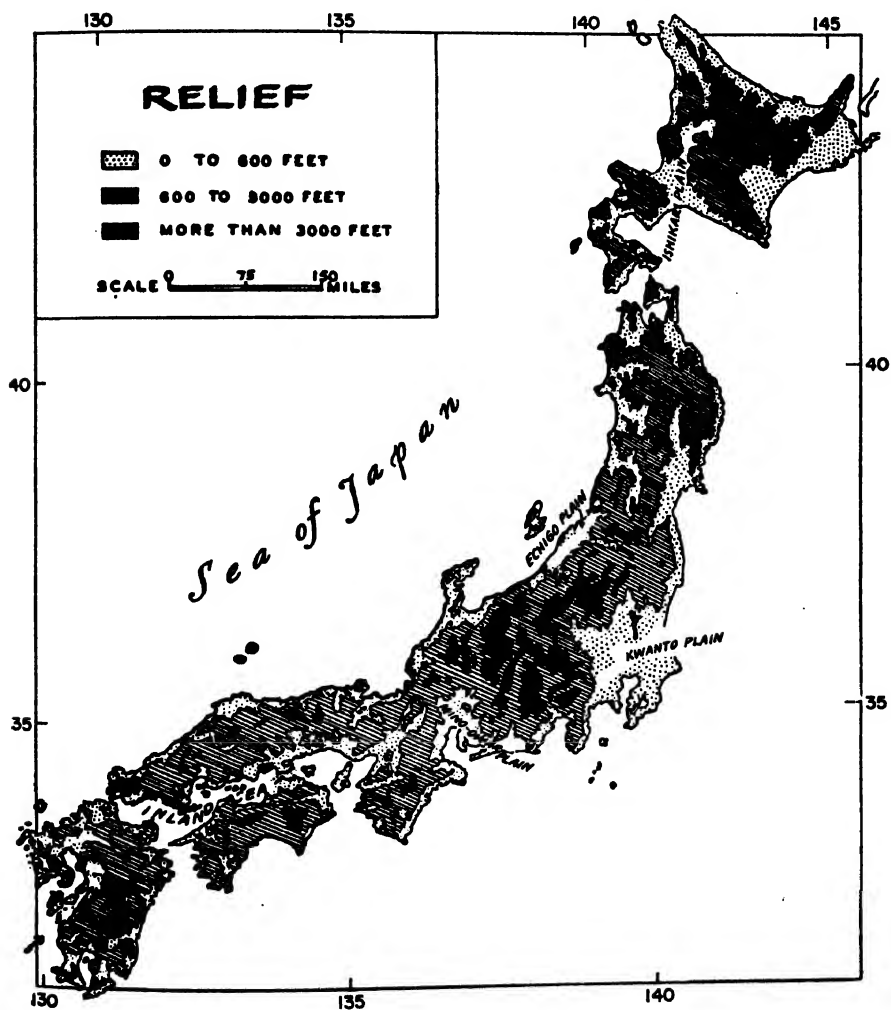 130 135 140 145
RELIEF
0 TO 600 FEET
600 TO 3000 FEET
MORE THAN 3000 FEET
0 75 150
SCALE MILES
40
40
Sea of Japan
ECHIGO PLAIN
KWANTO PLAIN
35
35
PLAIN
INLAND SEA
130 135 140